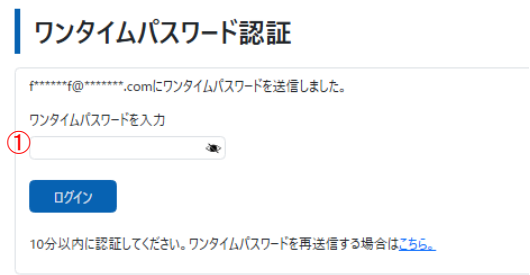 ワンタイムパスワード認証
f******f@*******.comにワンタイムパスワードを送信しました。
ワンタイムパスワードを入力
①
ログイン
10分以内に認証してください。ワンタイムパスワードを再送信する場合はこちら。